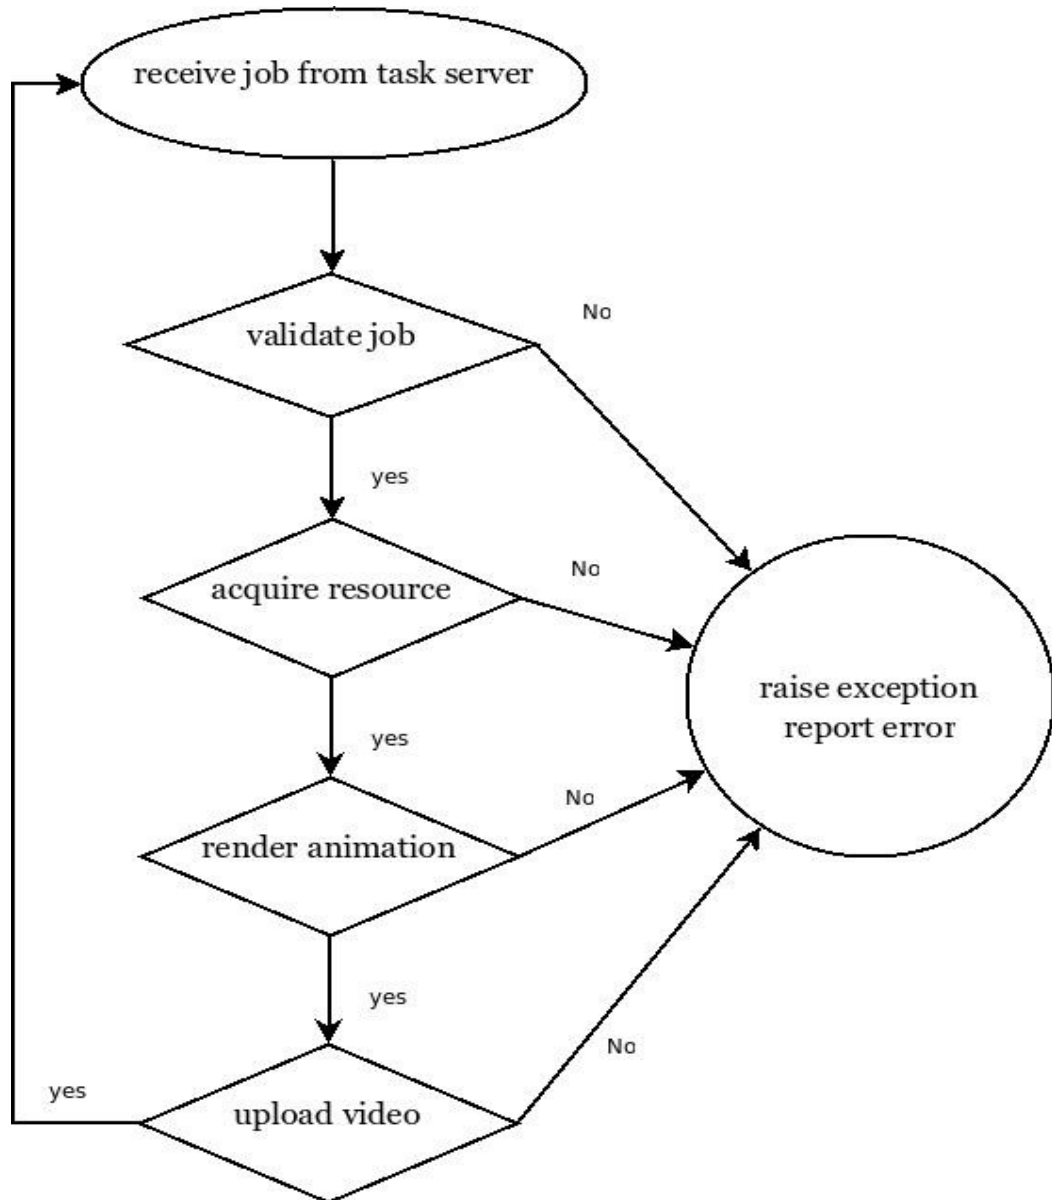 receive job from task server
No
validate job
yes
No
acquire resource
raise exception
report error
yes
No
render animation
yes
No
yes
upload video